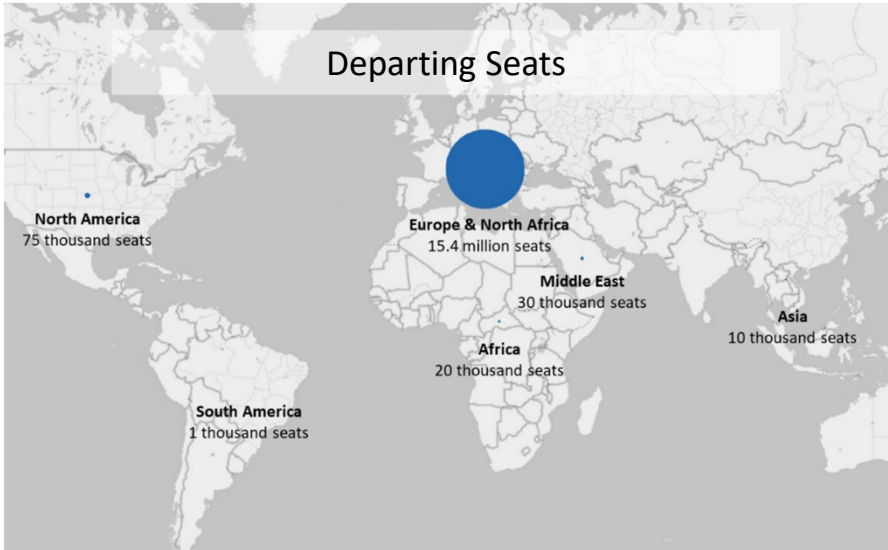 Departing Seats
North America
75 thousand seats
Europe & North Africa
15.4 million seats
Middle East
30 thousand seats
Asia
10 thousand seats
Africa
20 thousand seats
South America
1 thousand seats